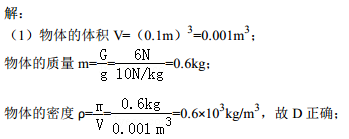 解：
（1）物体的体积 V=（0.1m）³=0.001m³；
物体的质量 m=G/g=6N/10N/kg=0.6kg；
物体的密度 ρ=π/V=0.6kg/0.001 m³=0.6×10³kg/m³，故 D 正确；